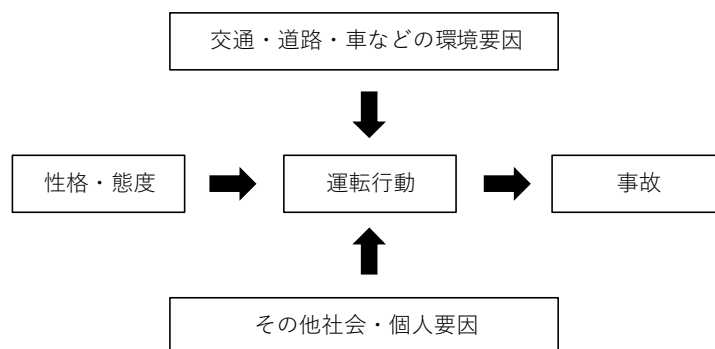 交通・道路・車などの環境要因
性格・態度
運転行動
事故
その他社会・個人要因